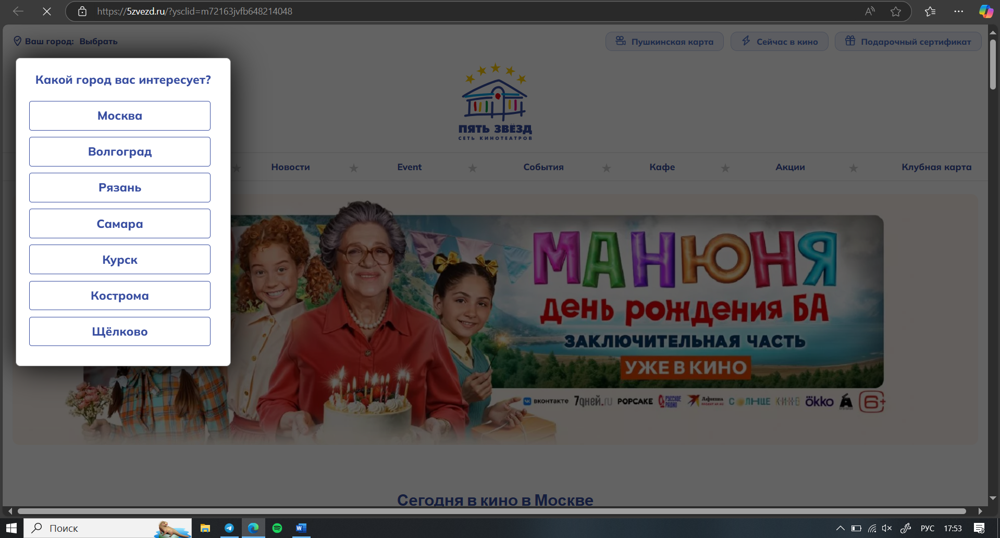 https://5zvezd.ru/?ysclid=m72163jvfb648214048
Ваш город: Выбрать
Пушкинская карта
Сейчас в кино
Подарочный сертификат
Какой город вас интересует?
Москва
Волгоград
Рязань
Самара
Курск
Кострома
Щёлково
ПЯТЬ ЗВЁЗД
СЕТЬ КИНОТЕАТРОВ
Новости
Event
События
Кафе
Акции
Клубная карта
МАНЮНЯ
день рождения БА
ЗАКЛЮЧИТЕЛЬНАЯ ЧАСТЬ
УЖЕ В КИНО
вконтакте 7дней.ru POPCAKE РУССКОЕ РАДИО Афиша СОЛНЦЕ КИНО Okko 6+
Сегодня в кино в Москве
Поиск
РУС
17:53